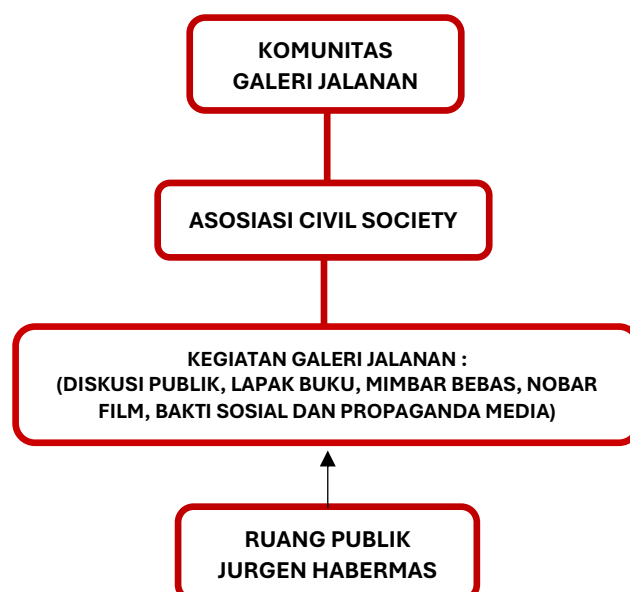 KOMUNITAS
GALERI JALANAN
ASOSIASI CIVIL SOCIETY
KEGIATAN GALERI JALANAN :
(DISKUSI PUBLIK, LAPAK BUKU, MIMBAR BEBAS, NOBAR
FILM, BAKTI SOSIAL DAN PROPAGANDA MEDIA)
RUANG PUBLIK
JURGEN HABERMAS